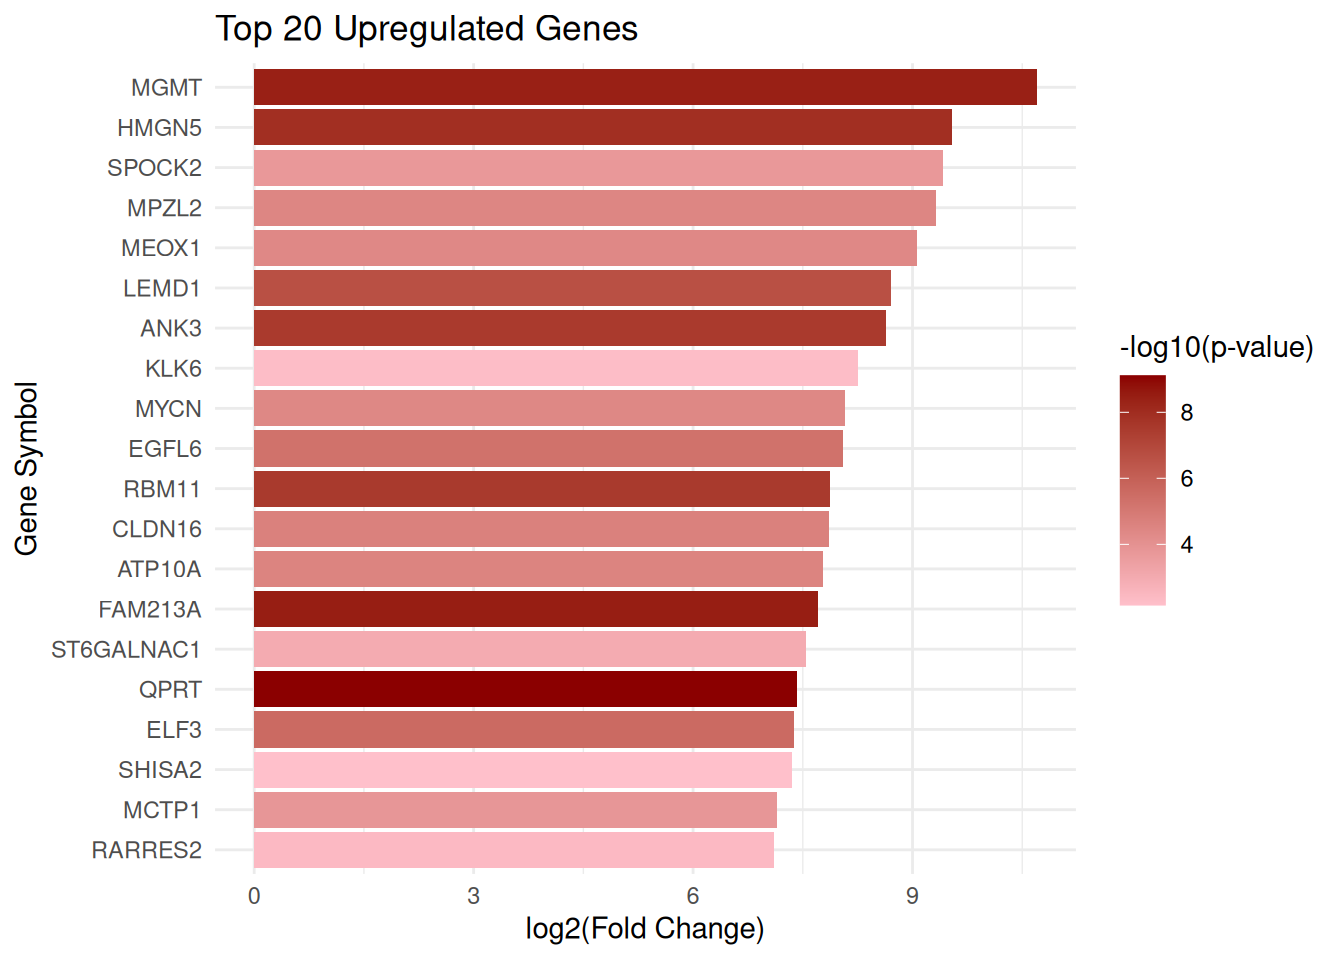 Top 20 Upregulated Genes
MGMT
HMGN5
SPOCK2
MPZL2
MEOX1
LEMD1
ANK3
KLK6
MYCN
EGFL6
RBM11
CLDN16
ATP10A
FAM213A
ST6GALNAC1
QPRT
ELF3
SHISA2
MCTP1
RARRES2
Gene Symbol
0 3 6 9
log2(Fold Change)
-log10(p-value)
8
6
4